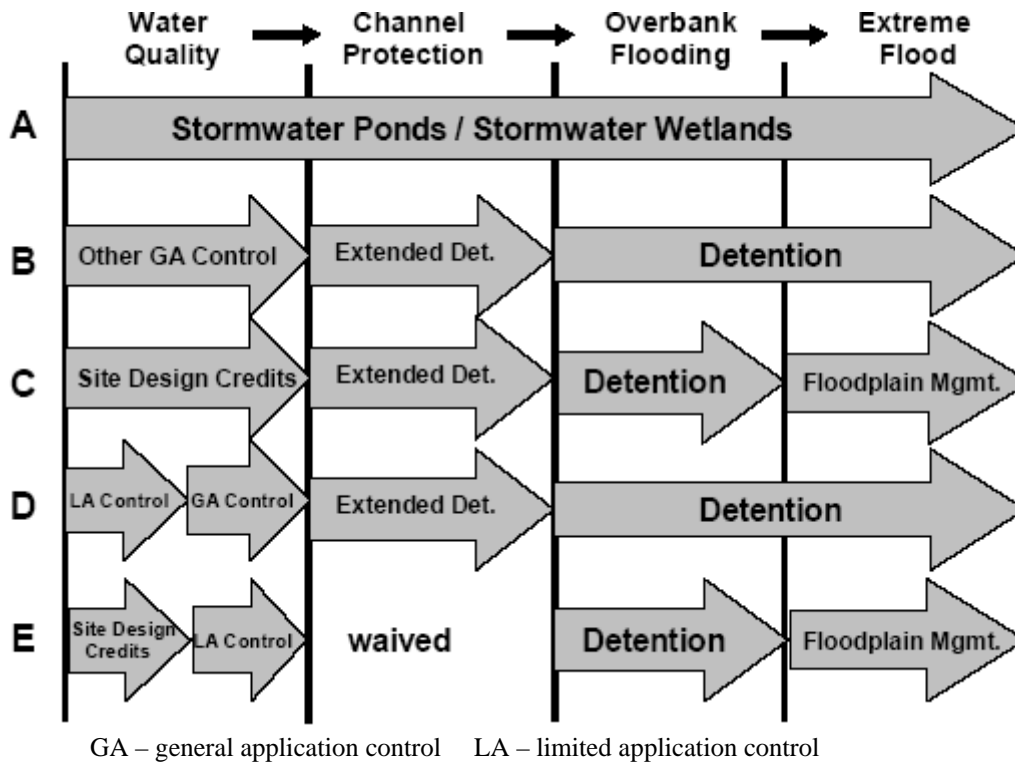 Water Quality
Channel Protection
Overbank Flooding
Extreme Flood
A
Stormwater Ponds / Stormwater Wetlands
B
Other GA Control
Extended Det.
Detention
C
Site Design Credits
Extended Det.
Detention
Floodplain Mgmt.
D
LA Control
GA Control
Extended Det.
Detention
E
Site Design
Credits
LA Control
waived
Detention
Floodplain Mgmt.
GA – general application control LA – limited application control